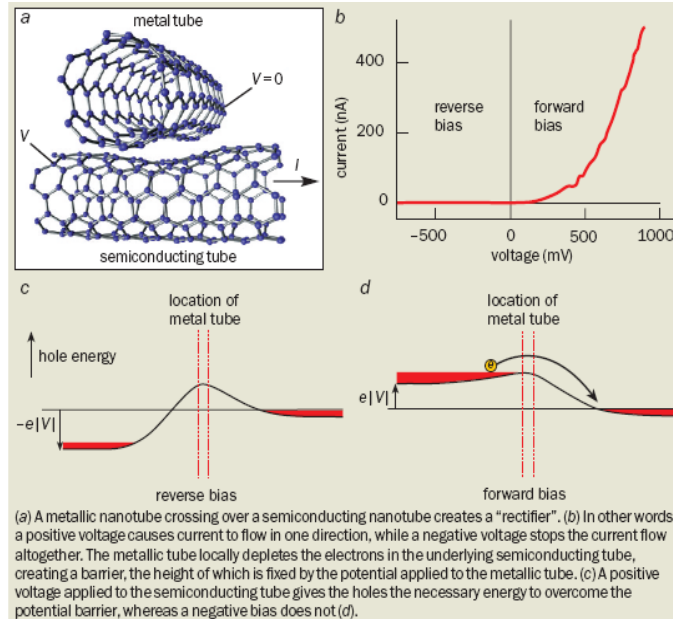 a
metal tube
V=0
V
I
semiconducting tube
b
current (nA)
400
200
0
reverse bias
forward bias
−500
0
500
1000
voltage (mV)
c
location of metal tube
hole energy
−e|V|
reverse bias
d
location of metal tube
e
e|V|
forward bias
(a) A metallic nanotube crossing over a semiconducting nanotube creates a “rectifier”. (b) In other words
a positive voltage causes current to flow in one direction, while a negative voltage stops the current flow
altogether. The metallic tube locally depletes the electrons in the underlying semiconducting tube,
creating a barrier, the height of which is fixed by the potential applied to the metallic tube. (c) A positive
voltage applied to the semiconducting tube gives the holes the necessary energy to overcome the
potential barrier, whereas a negative bias does not (d).